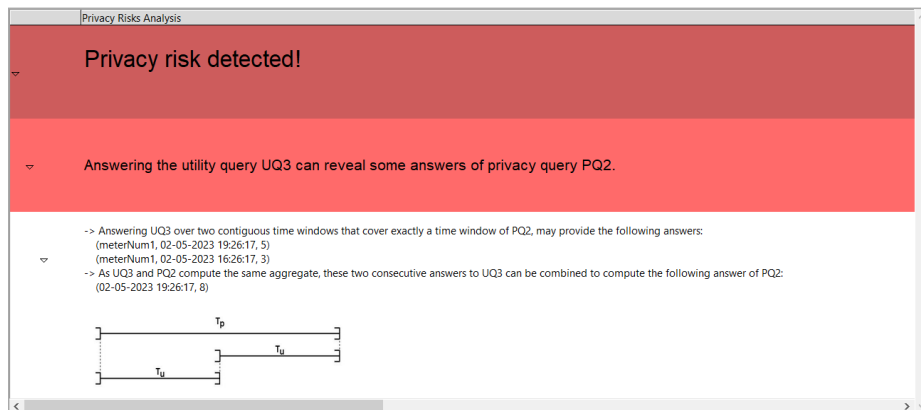 Privacy Risks Analysis
Privacy risk detected!
Answering the utility query UQ3 can reveal some answers of privacy query PQ2.
-> Answering UQ3 over two contiguous time windows that cover exactly a time window of PQ2, may provide the following answers:
(meterNum1, 02-05-2023 19:26:17, 5)
(meterNum1, 02-05-2023 16:26:17, 3)
-> As UQ3 and PQ2 compute the same aggregate, these two consecutive answers to UQ3 can be combined to compute the following answer of PQ2:
(02-05-2023 19:26:17, 8)
Tp
Tu
Tu